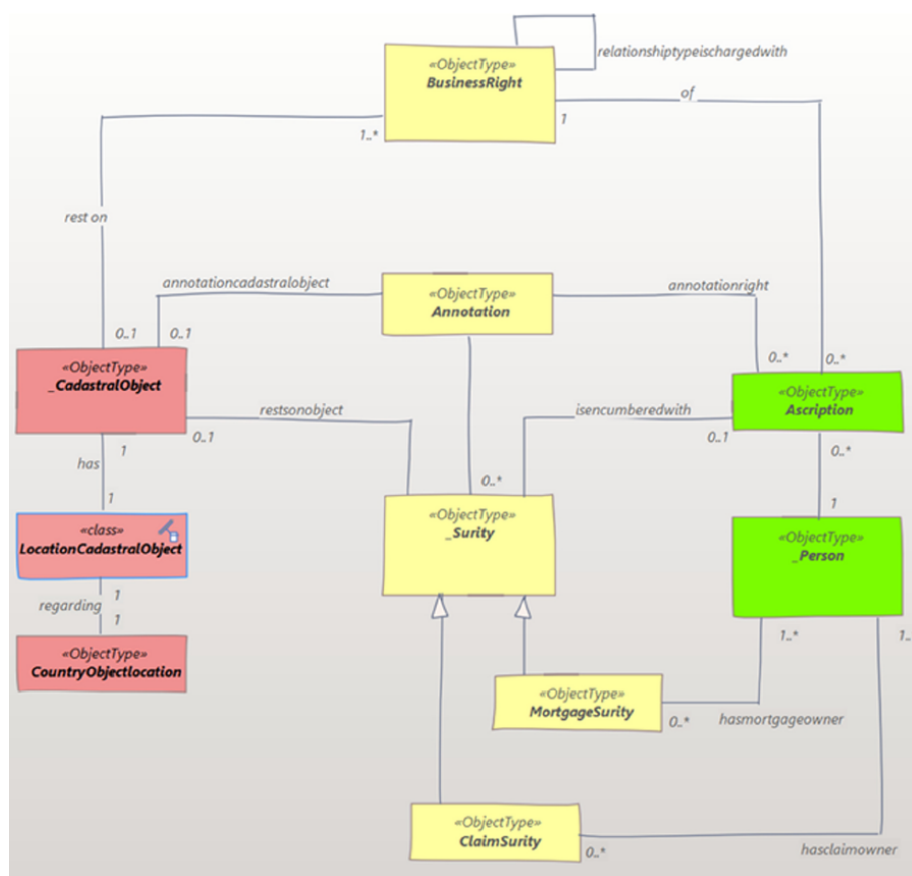 «ObjectType»
BusinessRight
relationshiptypeischargedwith
of
1
1..*
rest on
annotationcadastralobject
«ObjectType»
Annotation
annotationright
0..1
0..1
0..*
0..*
«ObjectType»
_CadastralObject
«ObjectType»
Ascription
restsonobject
isencumberedwith
0..1
0..1
1
has
0..*
0..*
1
1
«class»
LocationCadastralObject
«ObjectType»
_Surity
«ObjectType»
_Person
regarding
1
1
«ObjectType»
CountryObjectlocation
1..*
1..
«ObjectType»
MortgageSurity
0..*
hasmortgageowner
«ObjectType»
ClaimSurity
0..*
hasclaimowner